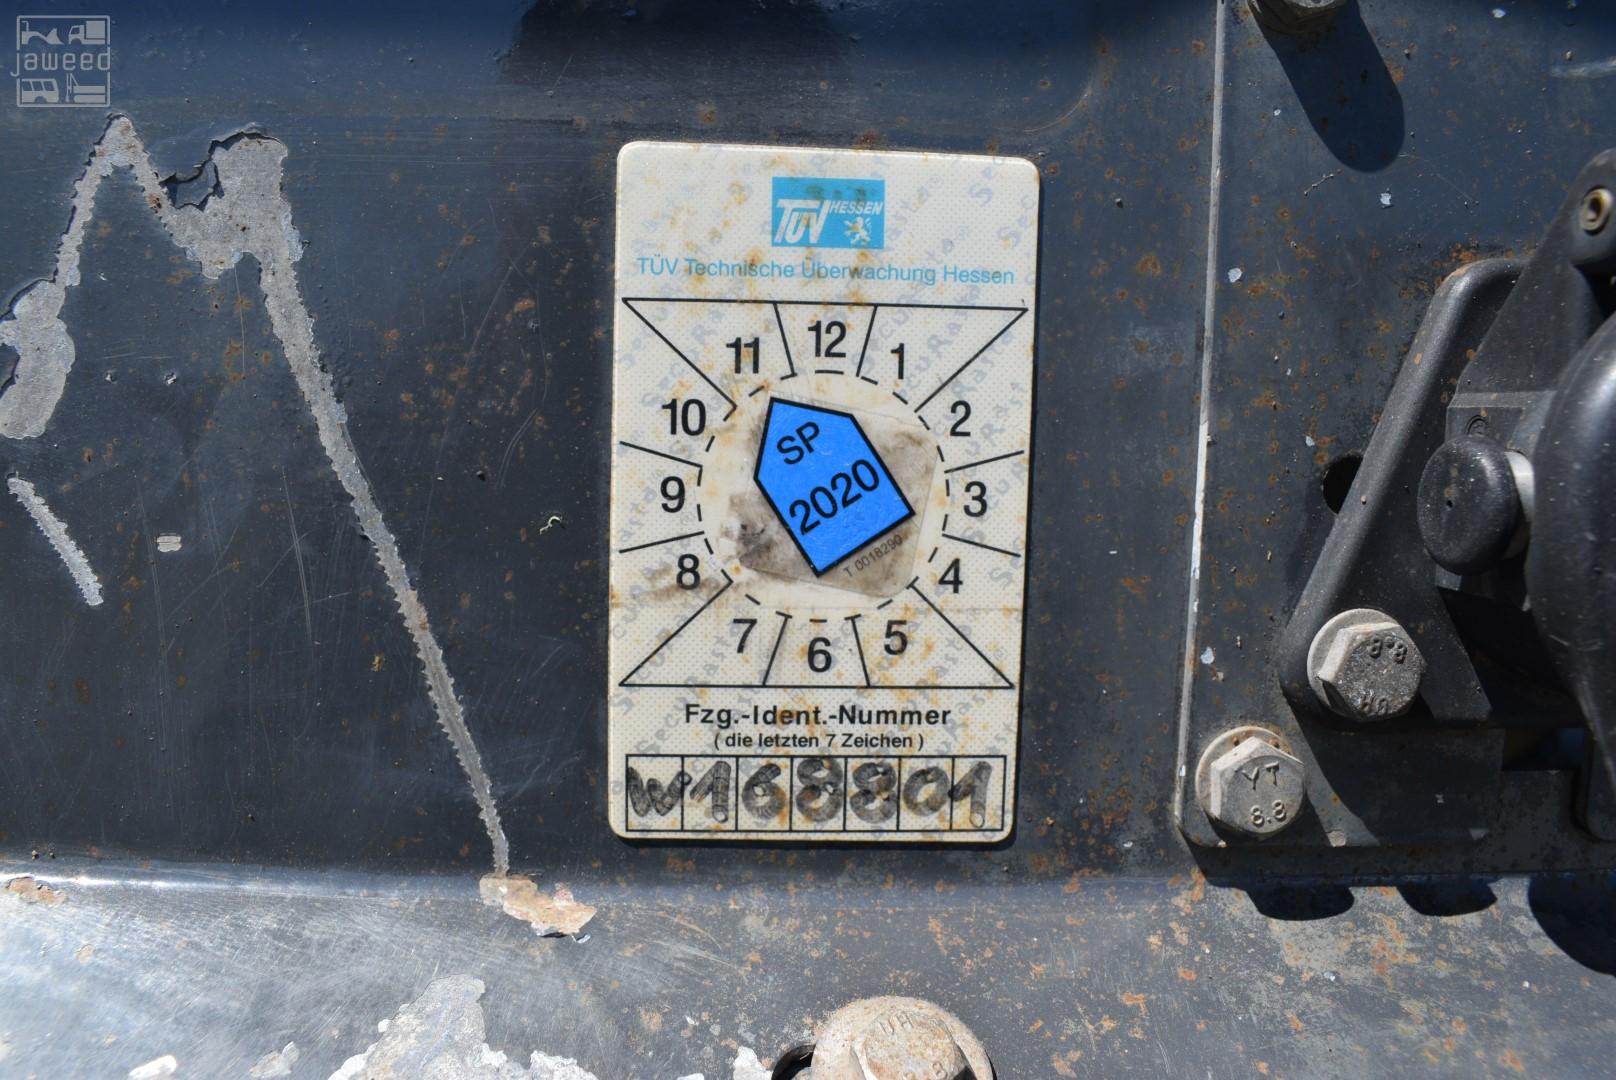 jaweed
TÜV HESSEN
TÜV Technische Überwachung Hessen
11 12 1
10 2
9 3
8 4
7 6 5
SP
2020
T 0018290
Fzg.-Ident.-Nummer
( die letzten 7 Zeichen )
W168801
8.8
YT
8.8